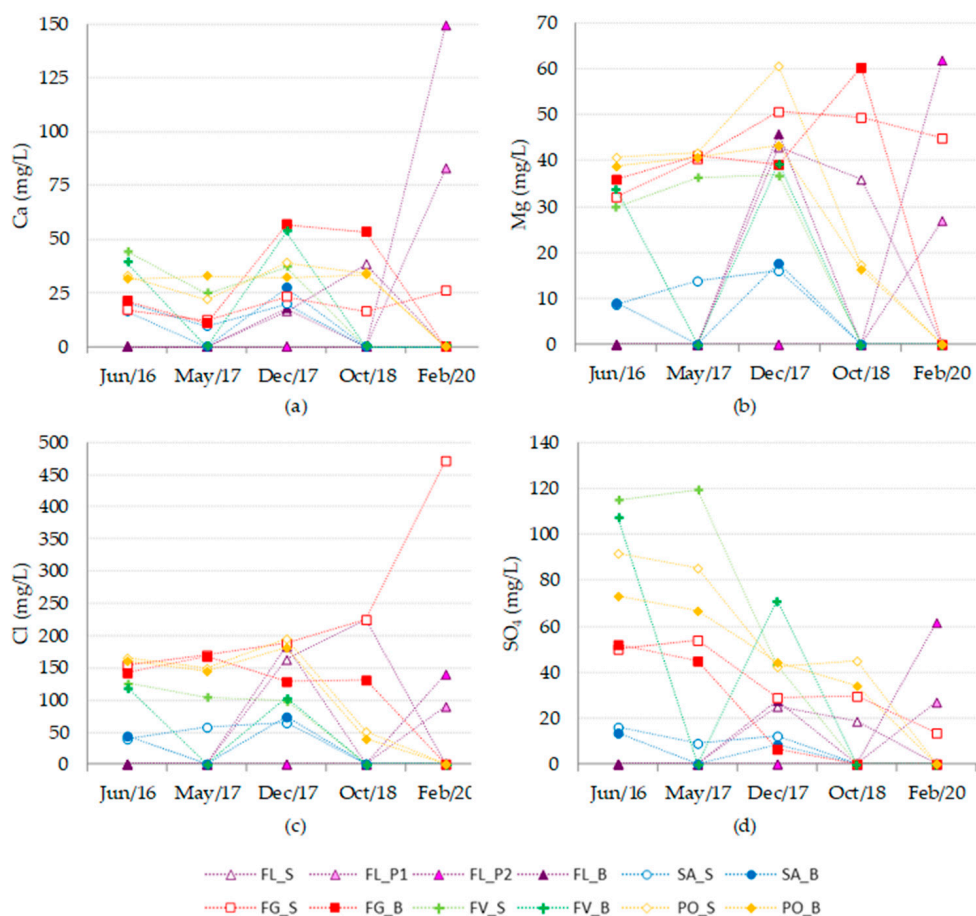 150
125
100
75
50
25
0
Ca (mg/L)
Jun/16 May/17 Dec/17 Oct/18 Feb/20
(a)
70
60
50
40
30
20
10
0
Mg (mg/L)
Jun/16 May/17 Dec/17 Oct/18 Feb/20
(b)
500
450
400
350
300
250
200
150
100
50
0
Cl (mg/L)
Jun/16 May/17 Dec/17 Oct/18 Feb/20
(c)
140
120
100
80
60
40
20
0
SO₄ (mg/L)
Jun/16 May/17 Dec/17 Oct/18 Feb/20
(d)
FL_S FL_P1 FL_P2 FL_B SA_S SA_B
FG_S FG_B FV_S FV_B PO_S PO_B